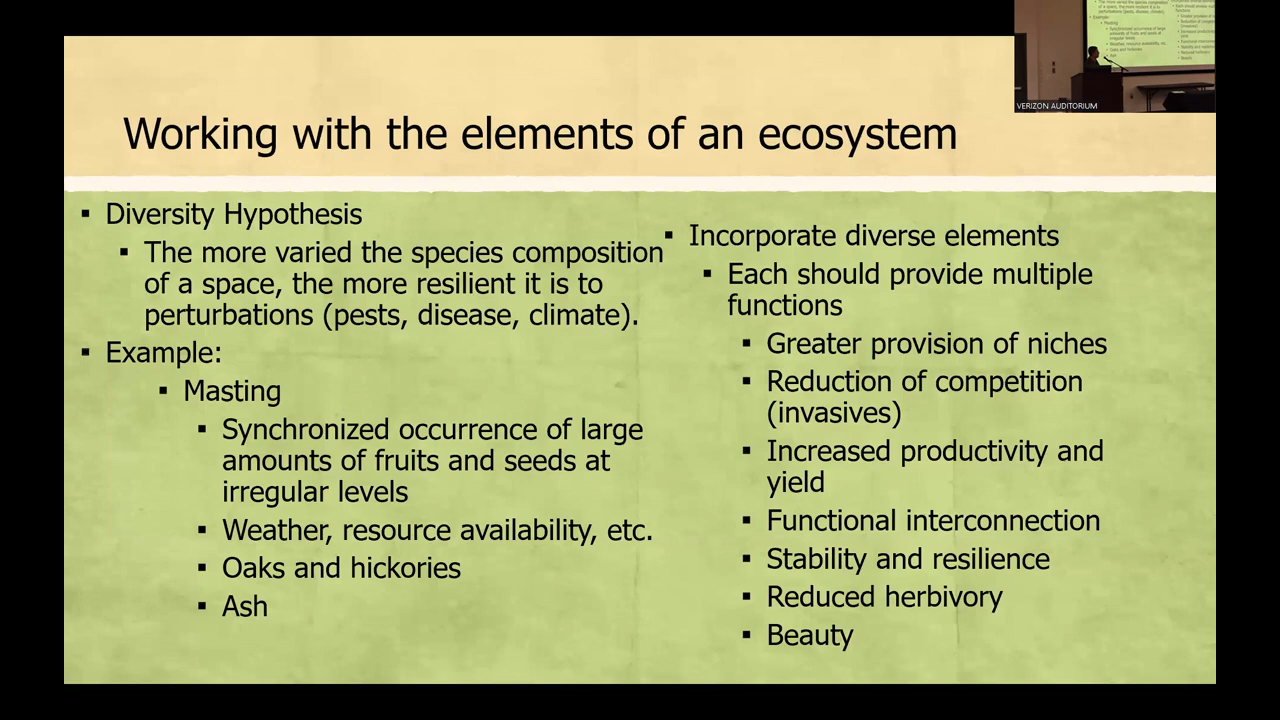 VERIZON AUDITORIUM
Working with the elements of an ecosystem
▪ Diversity Hypothesis
▪ The more varied the species composition
of a space, the more resilient it is to
perturbations (pests, disease, climate).
▪ Example:
▪ Masting
▪ Synchronized occurrence of large
amounts of fruits and seeds at
irregular levels
▪ Weather, resource availability, etc.
▪ Oaks and hickories
▪ Ash
▪ Incorporate diverse elements
▪ Each should provide multiple
functions
▪ Greater provision of niches
▪ Reduction of competition
(invasives)
▪ Increased productivity and
yield
▪ Functional interconnection
▪ Stability and resilience
▪ Reduced herbivory
▪ Beauty